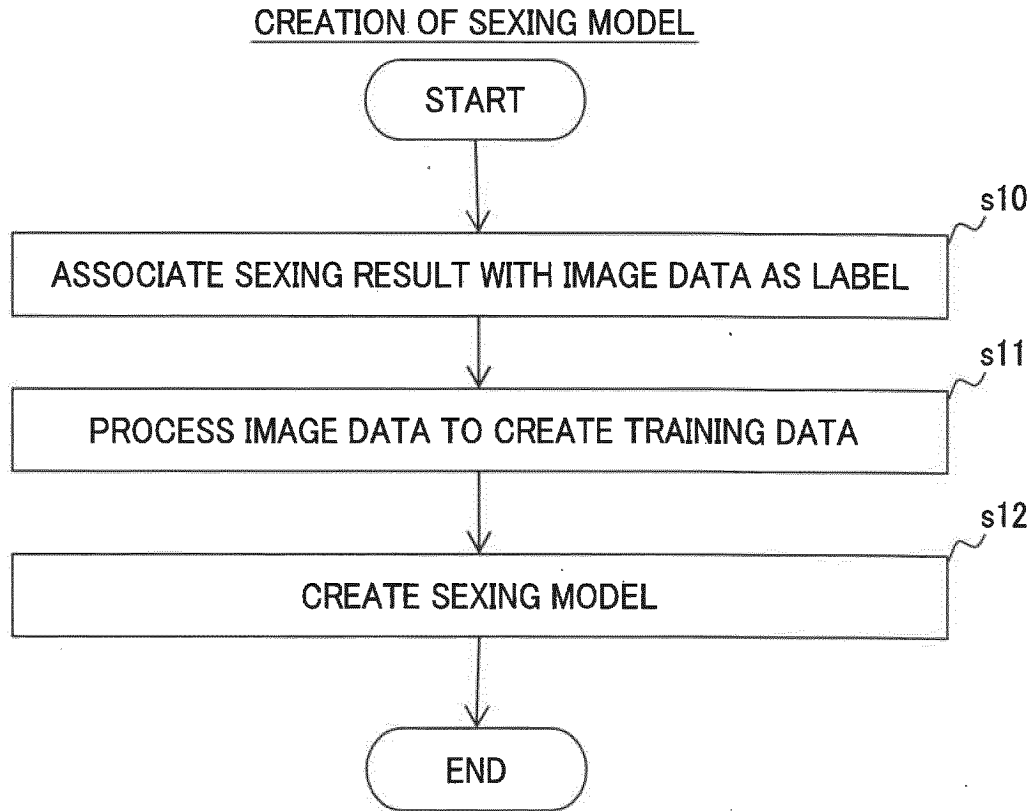 CREATION OF SEXING MODEL
START
s10
ASSOCIATE SEXING RESULT WITH IMAGE DATA AS LABEL
s11
PROCESS IMAGE DATA TO CREATE TRAINING DATA
s12
CREATE SEXING MODEL
END